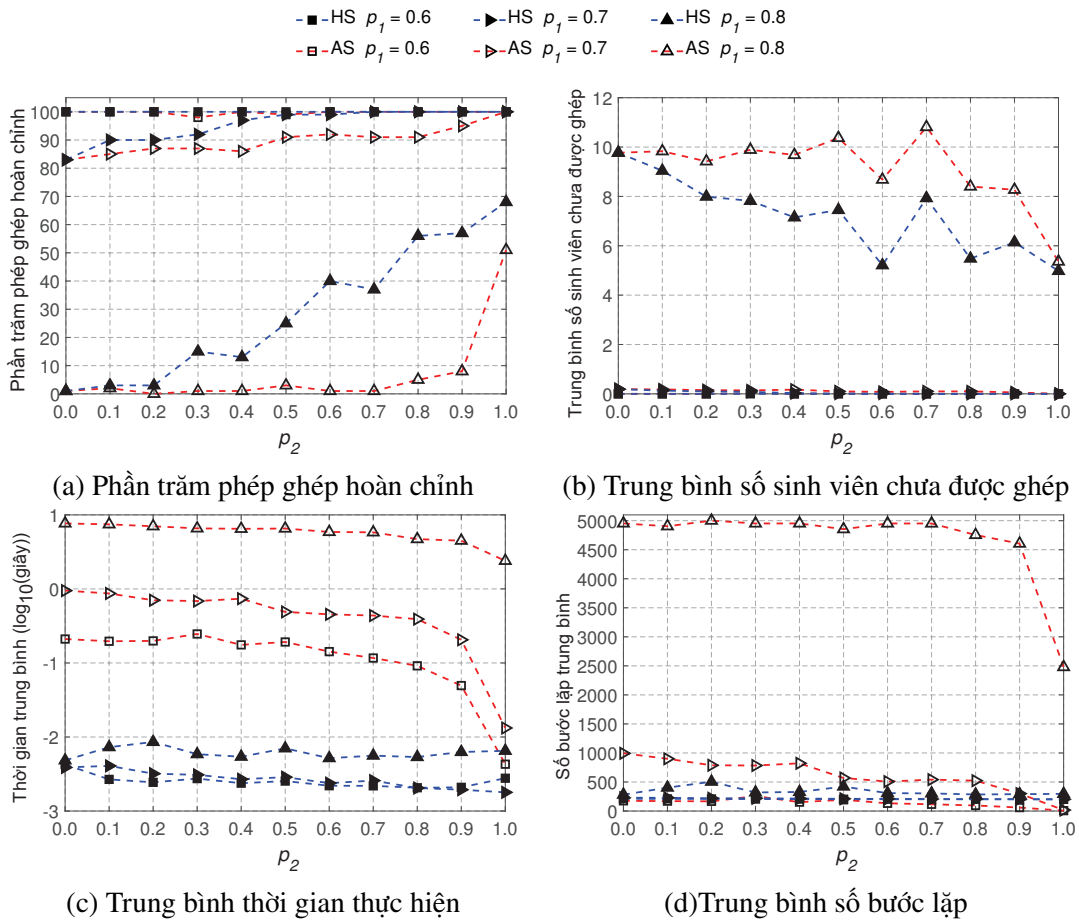 HS p1 = 0.6 HS p1 = 0.7 HS p1 = 0.8
AS p1 = 0.6 AS p1 = 0.7 AS p1 = 0.8
Phần trăm phép ghép hoàn chỉnh
100
90
80
70
60
50
40
30
20
10
0
0.0 0.1 0.2 0.3 0.4 0.5 0.6 0.7 0.8 0.9 1.0
p2
(a) Phần trăm phép ghép hoàn chỉnh
Trung bình số sinh viên chưa được ghép
12
10
8
6
4
2
0
0.0 0.1 0.2 0.3 0.4 0.5 0.6 0.7 0.8 0.9 1.0
p2
(b) Trung bình số sinh viên chưa được ghép
Thời gian trung bình (log10(giây))
1
0
-1
-2
-3
0.0 0.1 0.2 0.3 0.4 0.5 0.6 0.7 0.8 0.9 1.0
p2
(c) Trung bình thời gian thực hiện
Số bước lặp trung bình
5000
4500
4000
3500
3000
2500
2000
1500
1000
500
0
0.0 0.1 0.2 0.3 0.4 0.5 0.6 0.7 0.8 0.9 1.0
p2
(d)Trung bình số bước lặp